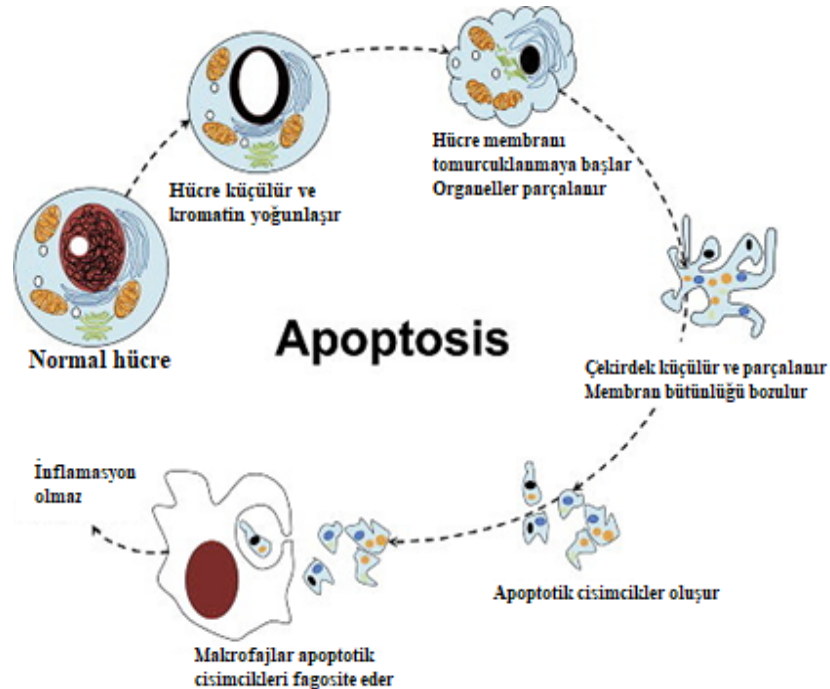 Normal hücre
Hücre küçülür ve
kromatin yoğunlaşır
Hücre membranı
tomurcuklanmaya başlar
Organeller parçalanır
Apoptosis
Çekirdek küçülür ve parçalanır
Membran bütünlüğü bozulur
Apoptotik cisimcikler oluşur
Makrofajlar apoptotik
cisimcikleri fagosite eder
İnflamasyon
olmaz